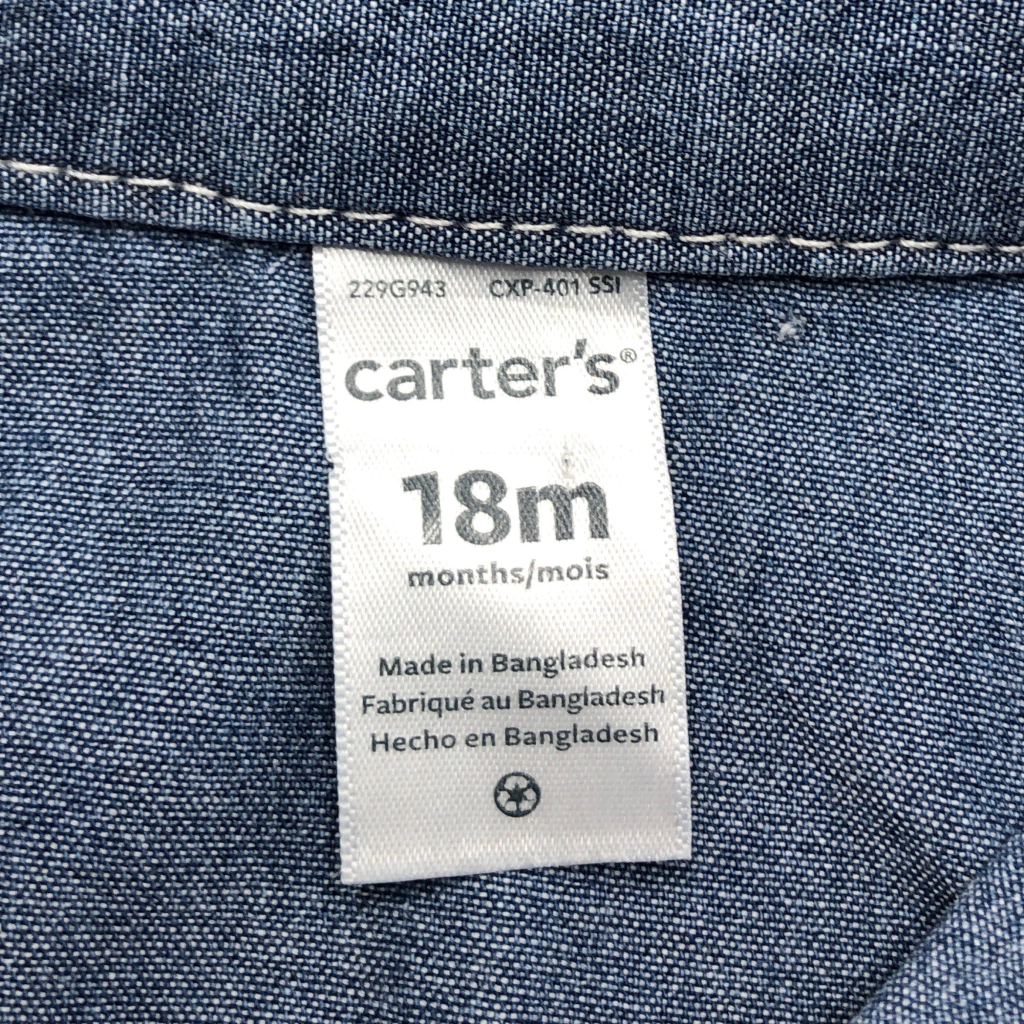 229G943 CXP-401 SSI
carter's®
18m
months/mois
Made in Bangladesh
Fabriqué au Bangladesh
Hecho en Bangladesh